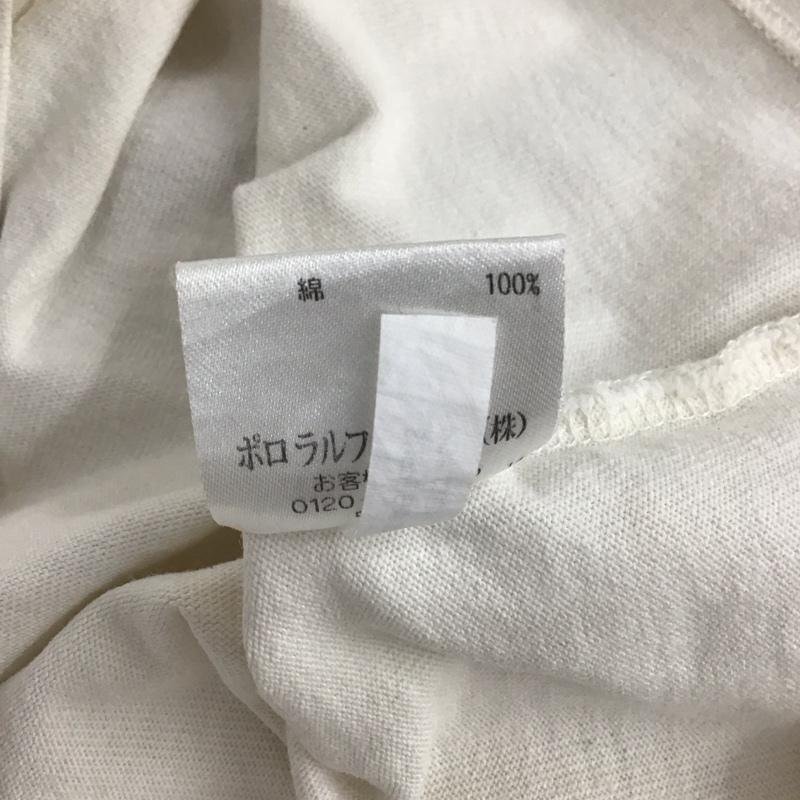 綿 100%
ポロ ラルフ (株)
お客
0120